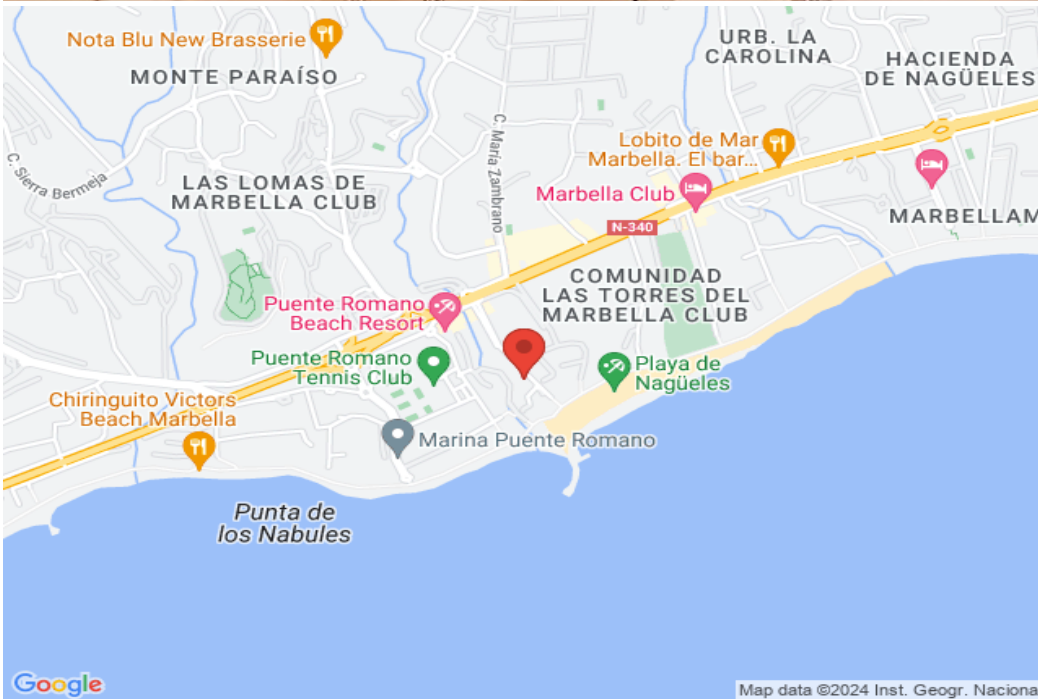 Nota Blu New Brasserie
MONTE PARAÍSO
URB. LA
CAROLINA
HACIENDA
DE NAGÜELES
C. María Zambrano
Lobito de Mar
Marbella. El bar...
C. Sierra Bermeja
LAS LOMAS DE
MARBELLA CLUB
Marbella Club
MARBELLAM
N-340
COMUNIDAD
LAS TORRES DEL
MARBELLA CLUB
Puente Romano
Beach Resort
Puente Romano
Tennis Club
Playa de
Nagüeles
Chiringuito Victors
Beach Marbella
Marina Puente Romano
Punta de
los Nabules
Google
Map data ©2024 Inst. Geogr. Naciona